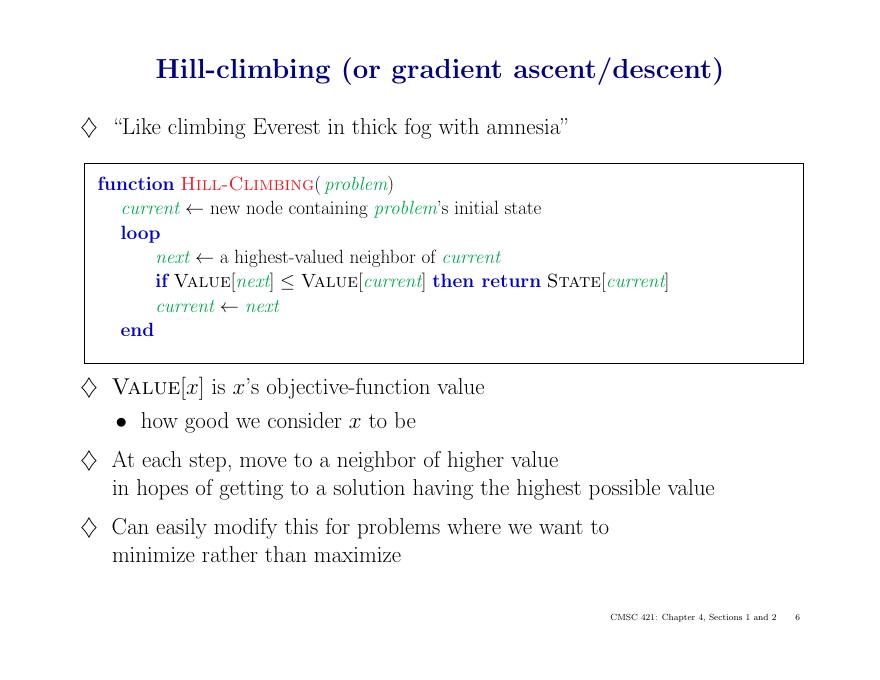 Hill-climbing (or gradient ascent/descent)
♢ “Like climbing Everest in thick fog with amnesia”
function HILL-CLIMBING( problem)
current ← new node containing problem's initial state
loop
next ← a highest-valued neighbor of current
if VALUE[next] ≤ VALUE[current] then return STATE[current]
current ← next
end
♢ VALUE[x] is x's objective-function value
• how good we consider x to be
♢ At each step, move to a neighbor of higher value
in hopes of getting to a solution having the highest possible value
♢ Can easily modify this for problems where we want to
minimize rather than maximize
CMSC 421: Chapter 4, Sections 1 and 2 6